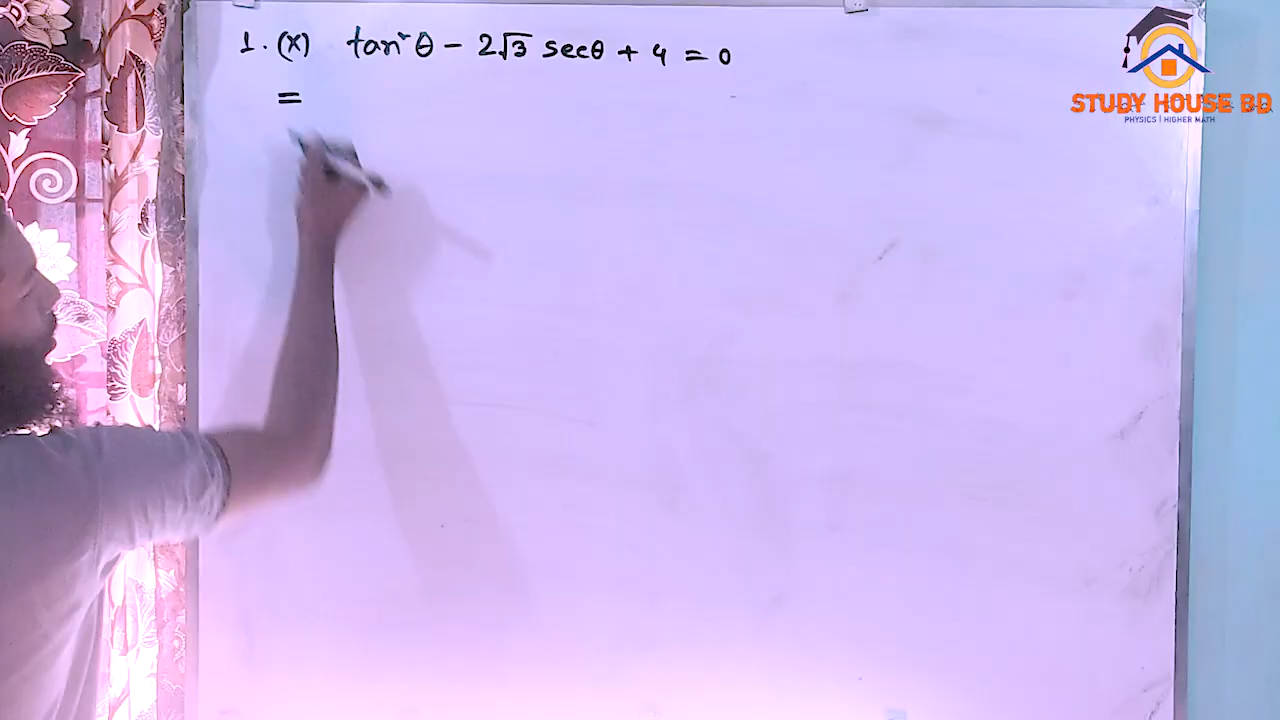 1. (x) tan²θ - 2√3 secθ + 4 = 0
=
STUDY HOUSE BD
PHYSICS | HIGHER MATH